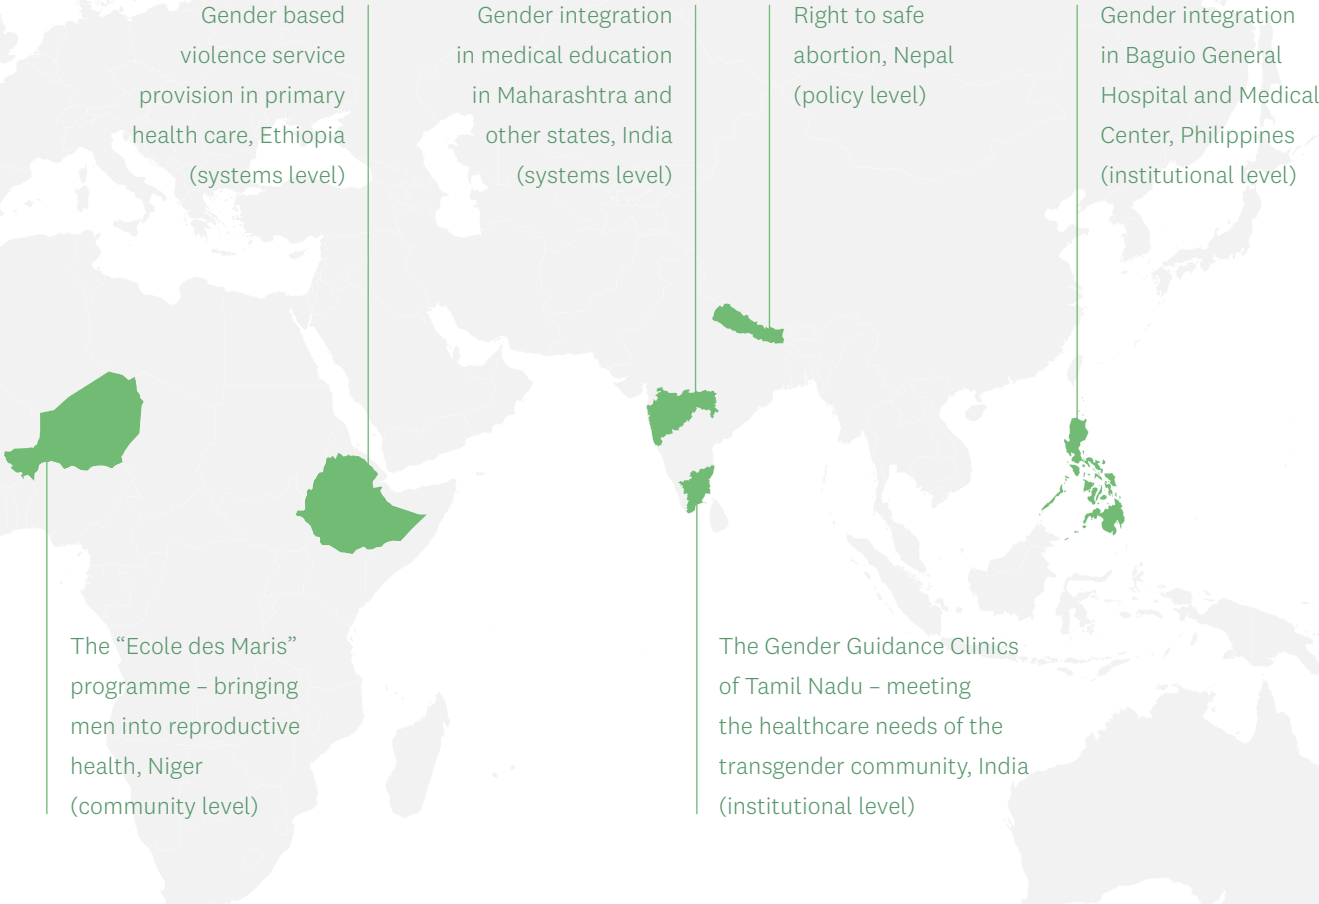 Gender based
violence service
provision in primary
health care, Ethiopia
(systems level)
Gender integration
in medical education
in Maharashtra and
other states, India
(systems level)
Right to safe
abortion, Nepal
(policy level)
Gender integration
in Baguio General
Hospital and Medical
Center, Philippines
(institutional level)
The “Ecole des Maris”
programme – bringing
men into reproductive
health, Niger
(community level)
The Gender Guidance Clinics
of Tamil Nadu – meeting
the healthcare needs of the
transgender community, India
(institutional level)